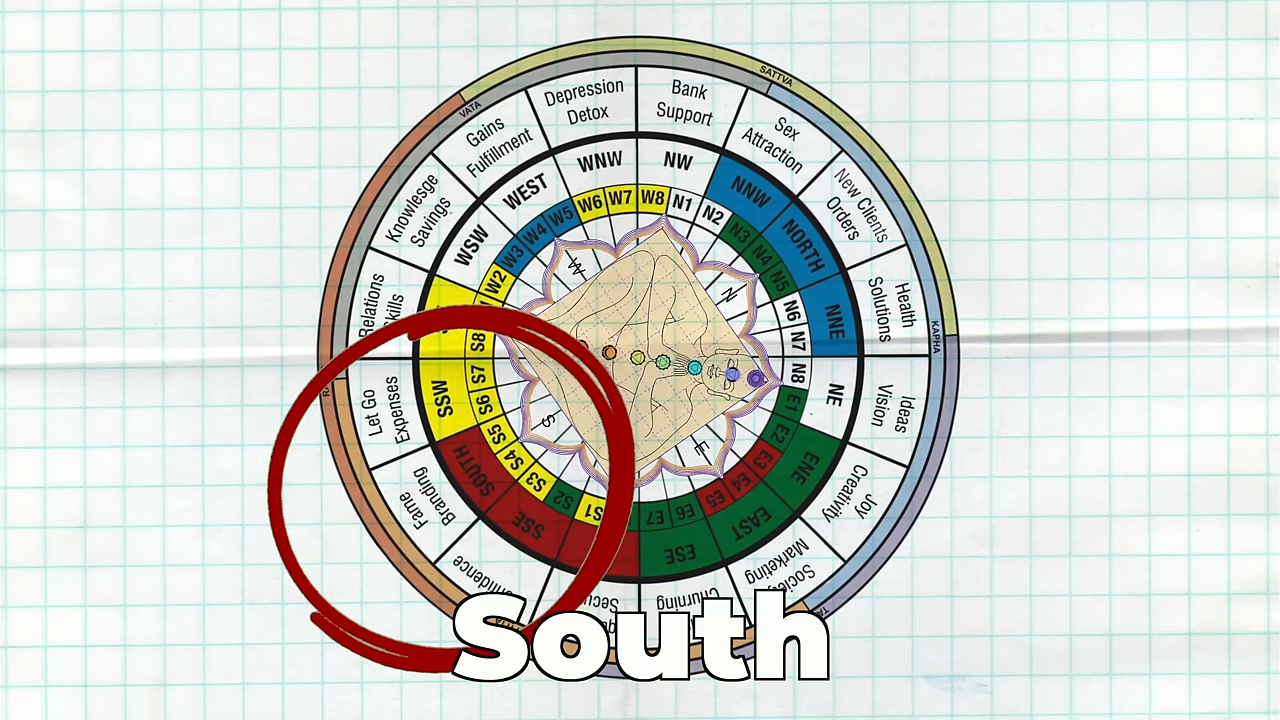 SATTVA
VATA
KAPHA
Depression
Detox
Bank
Support
Sex
Attraction
New Clients
Orders
Health
Solutions
Ideas
Vision
Joy
Creativity
Society
Marketing
Churning
Fame
Branding
Let Go
Expenses
Relations
Knowlesge
Savings
Gains
Fulfillment
WNW
NW
NNW
NORTH
NNE
NE
ENE
EAST
ESE
SSE
SOUTH
SSW
WSW
WEST
W2
W3
W4
W5
W6
W7
W8
N1
N2
N3
N4
N5
N6
N7
N8
E1
E2
E3
E4
E5
E6
E7
S1
S2
S3
S4
S5
S6
S7
S8
W
N
E
S
South